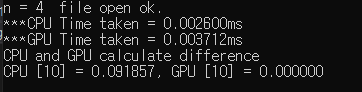 n = 4  file open ok.
***CPU Time taken = 0.002600ms
***GPU Time taken = 0.003712ms
CPU and GPU calculate difference
CPU [10] = 0.091857, GPU [10] = 0.000000